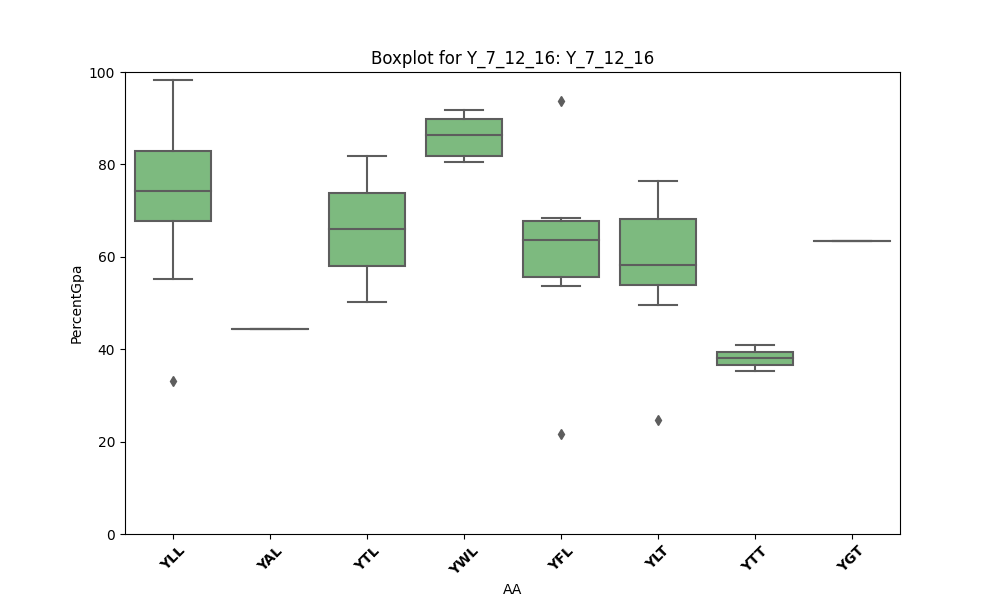 Boxplot for Y_7_12_16: Y_7_12_16
100
80
60
40
20
0
PercentGpa
YLL YAL YTL YWL YFL YLT YTT YGT
AA